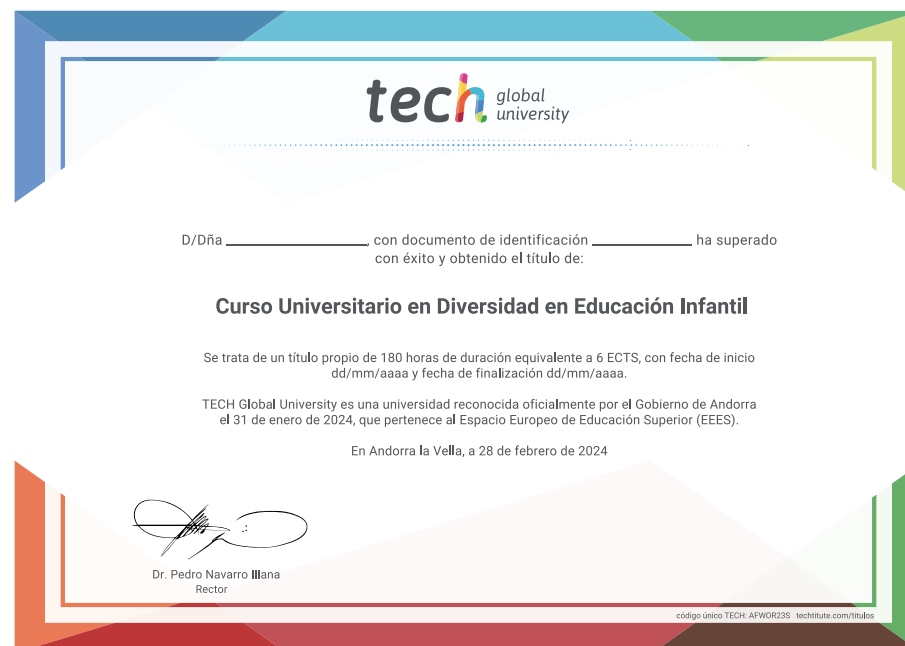 tech global university
D/Dña ________________, con documento de identificación ___________ ha superado
con éxito y obtenido el título de:
Curso Universitario en Diversidad en Educación Infantil
Se trata de un título propio de 180 horas de duración equivalente a 6 ECTS, con fecha de inicio
dd/mm/aaaa y fecha de finalización dd/mm/aaaa.
TECH Global University es una universidad reconocida oficialmente por el Gobierno de Andorra
el 31 de enero de 2024, que pertenece al Espacio Europeo de Educación Superior (EEES).
En Andorra la Vella, a 28 de febrero de 2024
Dr. Pedro Navarro Illana
Rector
código único TECH: AFWOR23S techtitute.com/titulos